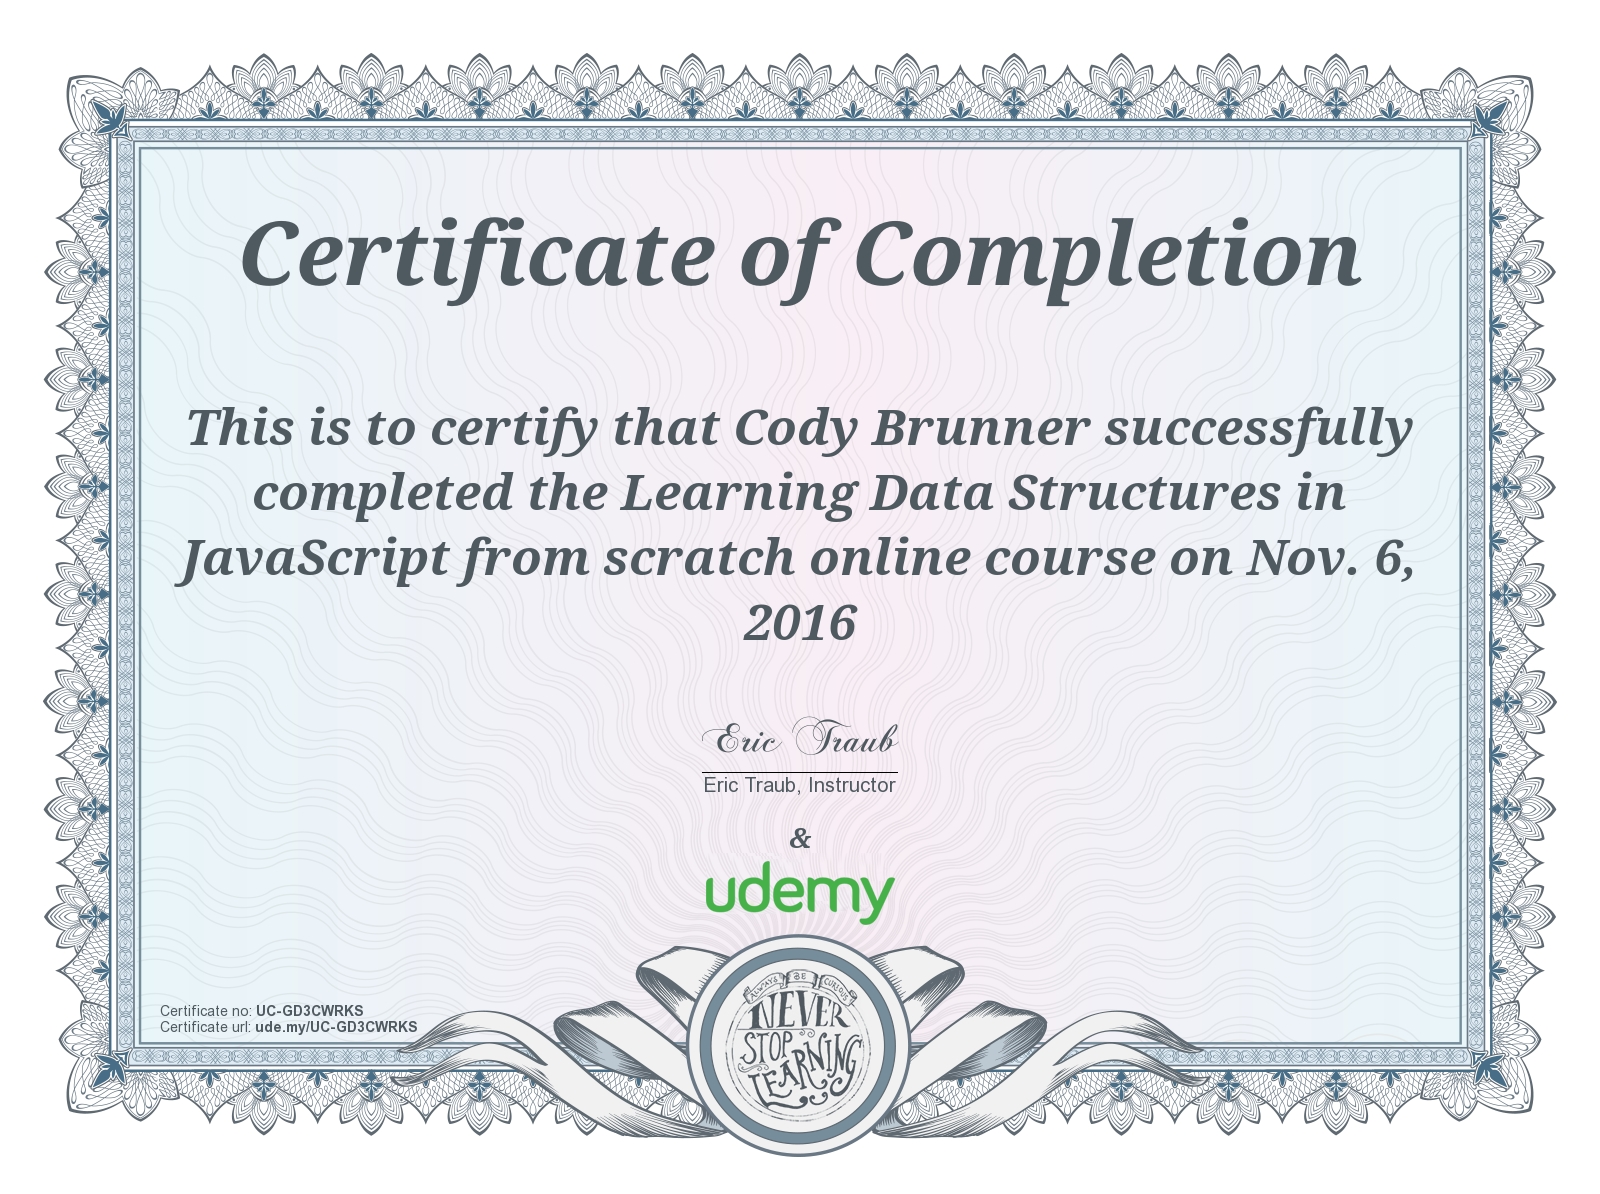 Certificate of Completion
This is to certify that Cody Brunner successfully
completed the Learning Data Structures in
JavaScript from scratch online course on Nov. 6,
2016
Eric Traub
Eric Traub, Instructor
&
udemy
ALWAYS BE CURIOUS
NEVER
STOP
LEARNING
Certificate no: UC-GD3CWRKS
Certificate url: ude.my/UC-GD3CWRKS